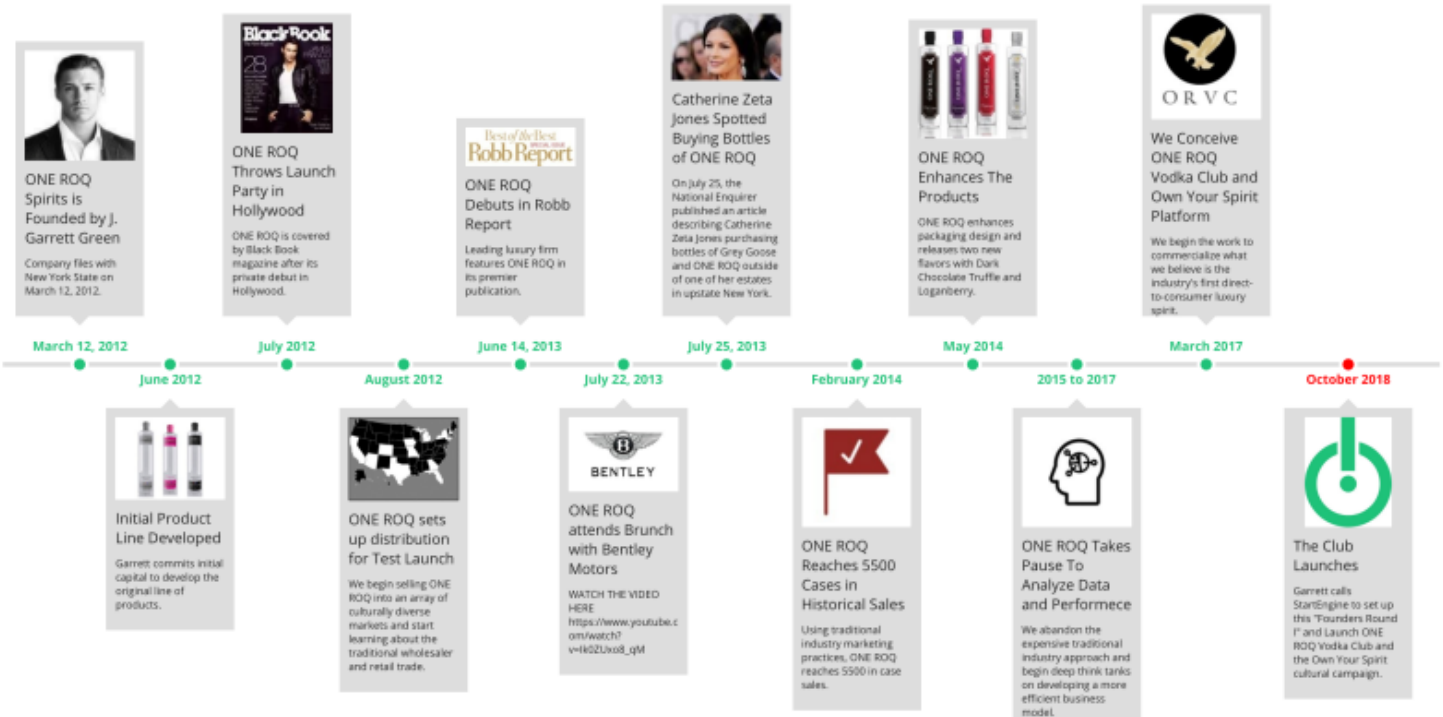 ONE ROQ
Spirits is
Founded by J.
Garrett Green
Company files with
New York State on
March 12, 2012.
March 12, 2012
June 2012
Initial Product
Line Developed
Garrett commits initial
capital to develop the
original line of
products.
BlackBook
28
ONE ROQ
Throws Launch
Party in
Hollywood
ONE ROQ is covered
by Black Book
magazine after its
private debut in
Hollywood.
July 2012
August 2012
ONE ROQ sets
up distribution
for Test Launch
We begin selling ONE
ROQ into an array of
culturally diverse
markets and start
learning about the
traditional wholesaler
and retail trade.
Best of the Best
Robb Report
ONE ROQ
Debuts in Robb
Report
Leading luxury firm
features ONE ROQ in
its premier
publication.
June 14, 2013
July 22, 2013
B
BENTLEY
ONE ROQ
attends Brunch
with Bentley
Motors
WATCH THE VIDEO
HERE
https://www.youtube.c
om/watch?
Catherine Zeta
Jones Spotted
Buying Bottles
of ONE ROQ
On July 25, the
National Enquirer
published an article
describing Catherine
Zeta Jones purchasing
bottles of Grey Goose
and ONE ROQ outside
of one of her estates
in upstate New York.
July 25, 2013
February 2014
ONE ROQ
Reaches 5500
Cases in
Historical Sales
Using traditional
industry marketing
practices, ONE ROQ
reaches 5500 in case
sales.
ONE ROQ
Enhances The
Products
ONE ROQ enhances
packaging design and
releases two new
flavors with Dark
Chocolate Truffle and
Loganberry.
May 2014
2015 to 2017
ONE ROQ Takes
Pause To
Analyze Data
and Performece
We abandon the
expensive traditional
industry approach and
begin deep think tanks
on developing a more
efficient business
model.
ORVC
We Conceive
ONE ROQ
Vodka Club and
Own Your Spirit
Platform
We begin the work to
commercialize what
we believe is the
industry's first direct-
to-consumer luxury
spirit.
March 2017
October 2018
The Club
Launches
Garrett calls
StartEngine to set up
this "Founders Round
I" and Launch ONE
ROQ Vodka Club and
the Own Your Spirit
cultural campaign.